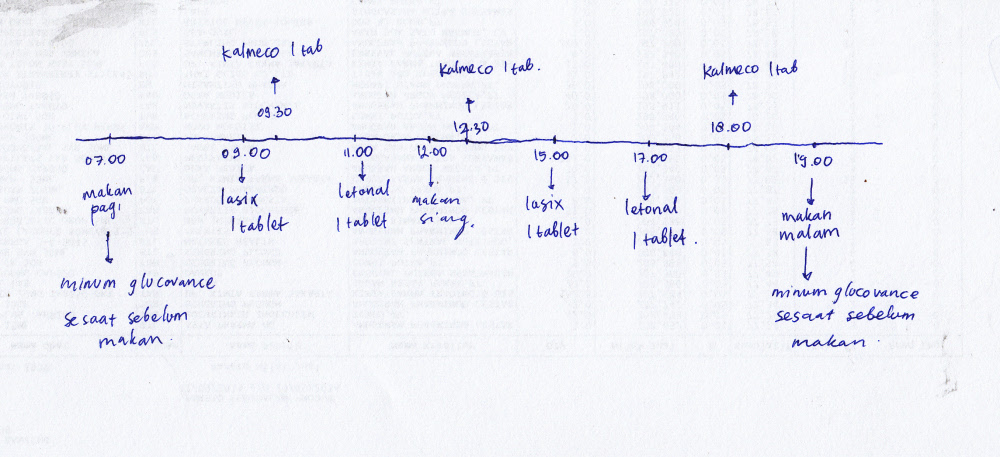 Kalmeco 1 tab
Kalmeco 1 tab.
Kalmeco 1 tab
09.30
12.30
18.00
07.00
09.00
11.00
12.00
15.00
17.00
19.00
makan
pagi
lasix
1 tablet
letonal
1 tablet
makan
siang.
lasix
1 tablet
letonal
1 tablet.
makan
malam
minum glucovance
sesaat sebelum
makan.
minum glucovance
sesaat sebelum
makan.